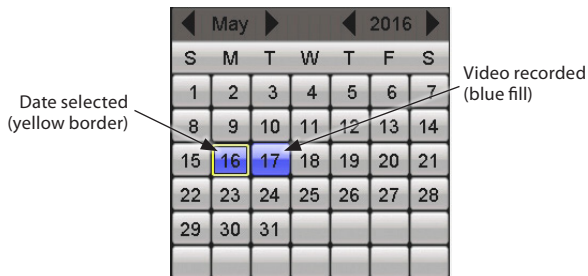 May 2016
S M T W T F S
1 2 3 4 5 6 7
8 9 10 11 12 13 14
15 16 17 18 19 20 21
22 23 24 25 26 27 28
29 30 31
Date selected
(yellow border)
Video recorded
(blue fill)